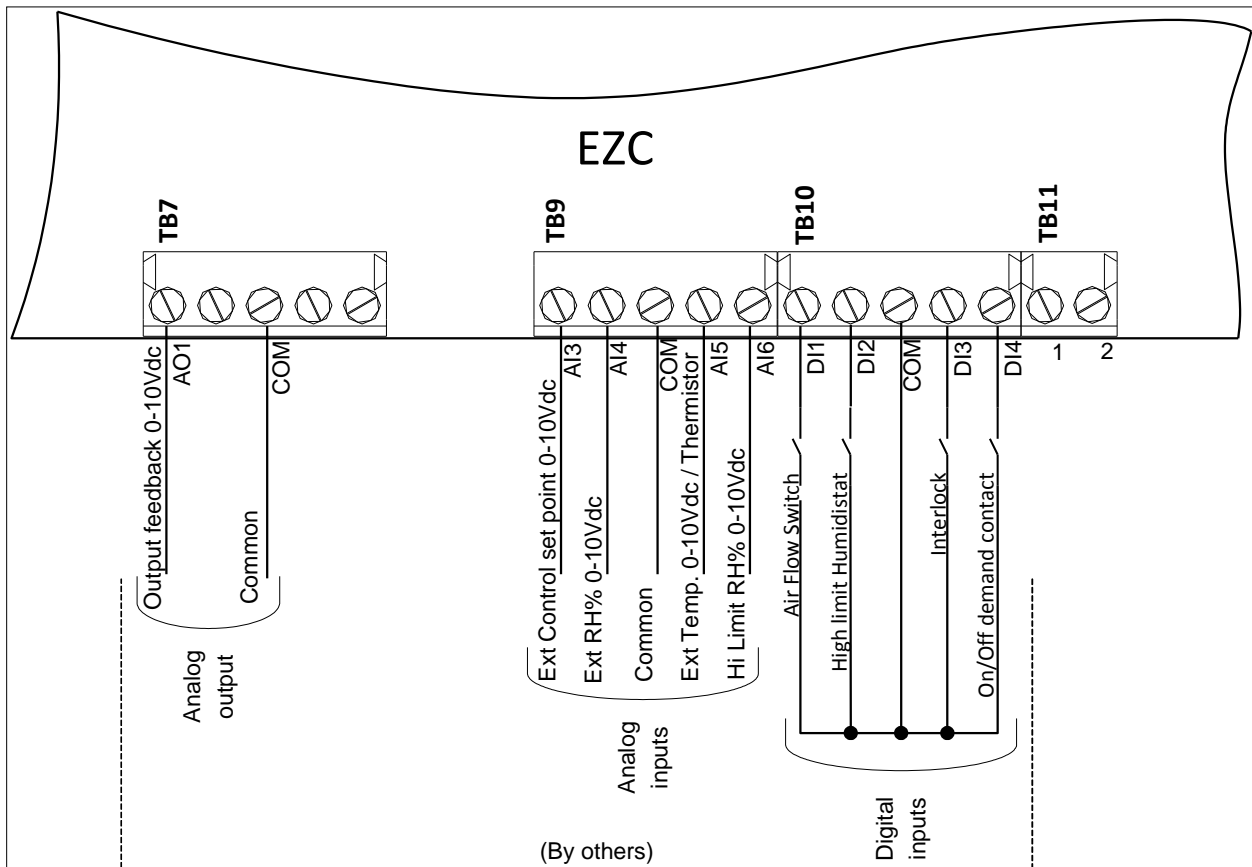 EZC
TB7
TB9
TB10
TB11
AO1
COM
AI3
AI4
COM
AI5
AI6
DI1
DI2
COM
DI3
DI4
1
2
Output feedback 0-10Vdc
Common
Ext Control set point 0-10Vdc
Ext RH% 0-10Vdc
Common
Ext Temp. 0-10Vdc / Thermistor
Hi Limit RH% 0-10Vdc
Air Flow Switch
High limit Humidistat
Interlock
On/Off demand contact
Analog
output
Analog
inputs
Digital
inputs
(By others)